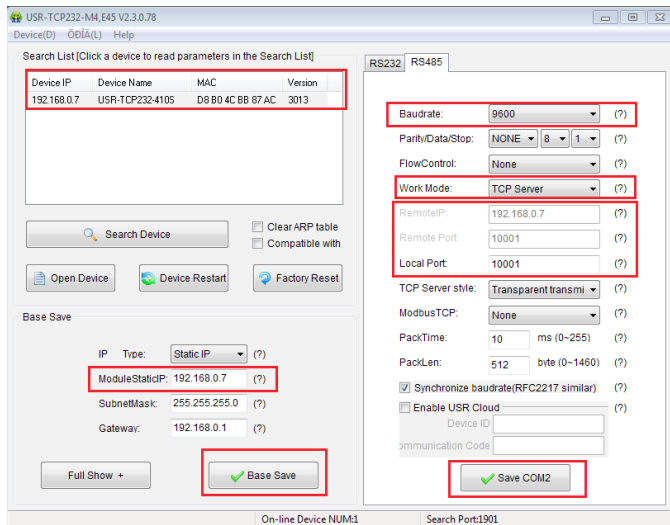 USR-TCP232-M4,E45 V2.3.0.78
Device(D) ÖÐÎÄ(L) Help
Search List [Click a device to read parameters in the Search List]
Device IP Device Name MAC Version
192.168.0.7 USR-TCP232-410S D8 B0 4C BB 87 AC 3013
Search Device
Clear ARP table
Compatible with
Open Device
Device Restart
Factory Reset
Base Save
IP Type: Static IP (?)
ModuleStaticIP: 192.168.0.7 (?)
SubnetMask: 255.255.255.0 (?)
Gateway: 192.168.0.1 (?)
Full Show +
Base Save
RS232 RS485
Baudrate: 9600 (?)
Parity/Data/Stop: NONE 8 1 (?)
FlowControl: None (?)
Work Mode: TCP Server (?)
RemoteIP: 192.168.0.7 (?)
Remote Port: 10001 (?)
Local Port: 10001 (?)
TCP Server style: Transparent transmi. (?)
ModbusTCP: None (?)
PackTime: 10 ms (0~255) (?)
PackLen: 512 byte (0~1460) (?)
Synchronize baudrate(RFC2217 similar) (?)
Enable USR Cloud (?)
Device ID
ommunication Code
Save COM2
On-line Device NUM:1 Search Port:1901